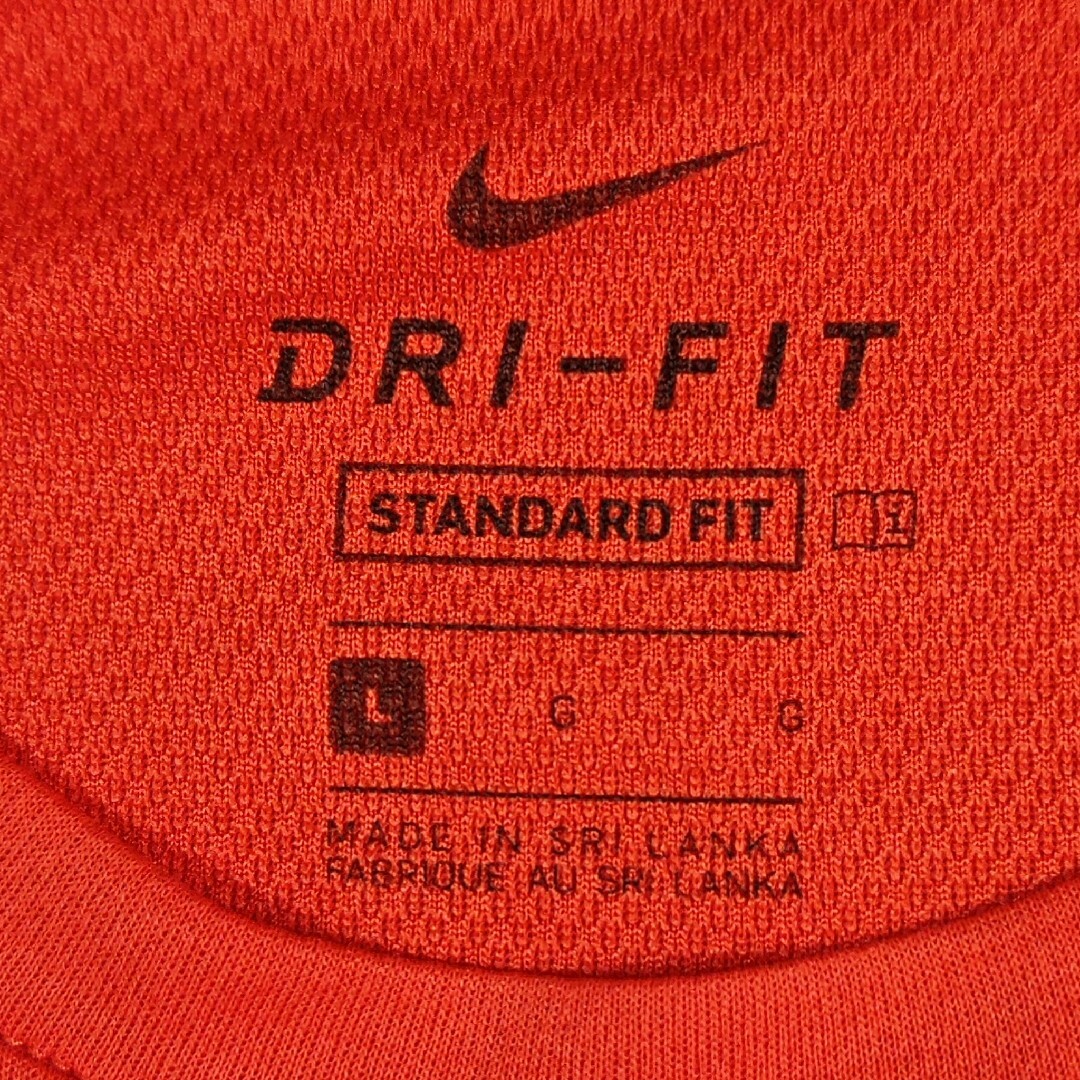 DRI-FIT
STANDARD FIT i
L G G
MADE IN SRI LANKA
FABRIQUE AU SRI LANKA